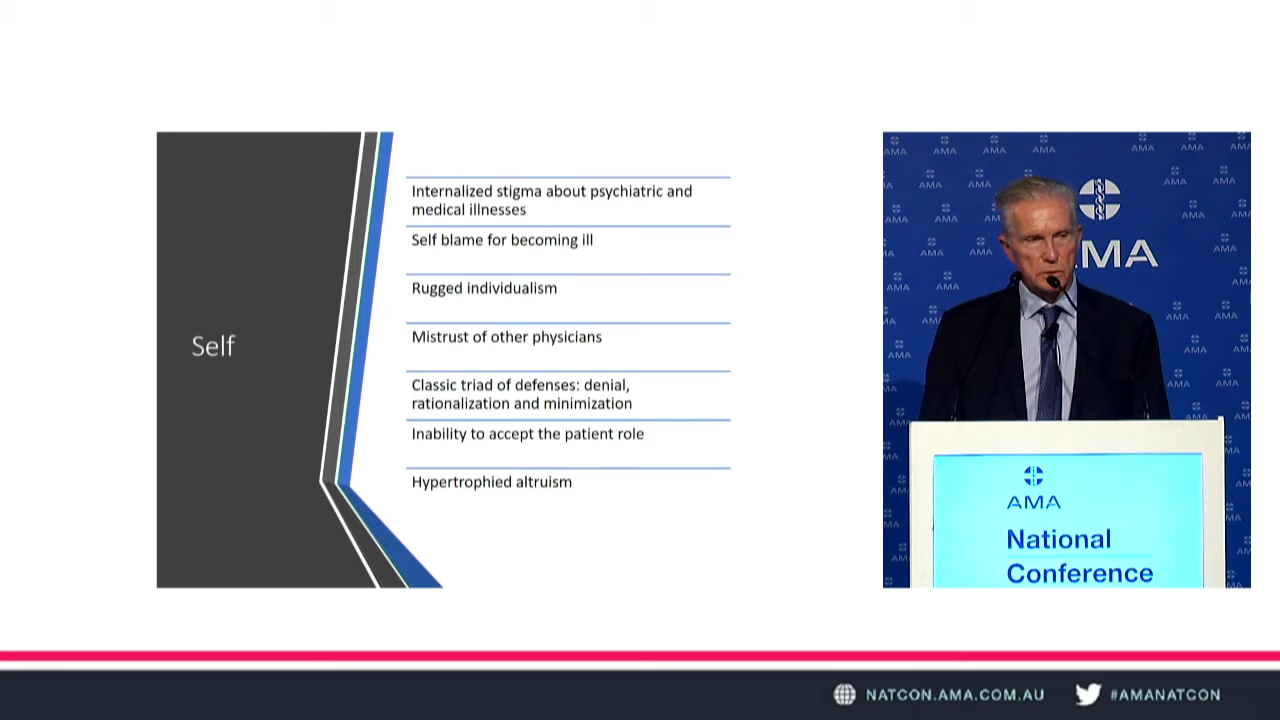 Self
Internalized stigma about psychiatric and
medical illnesses
Self blame for becoming ill
Rugged individualism
Mistrust of other physicians
Classic triad of defenses: denial,
rationalization and minimization
Inability to accept the patient role
Hypertrophied altruism
AMA
AMA
National
Conference
NATCON.AMA.COM.AU
#AMANATCON